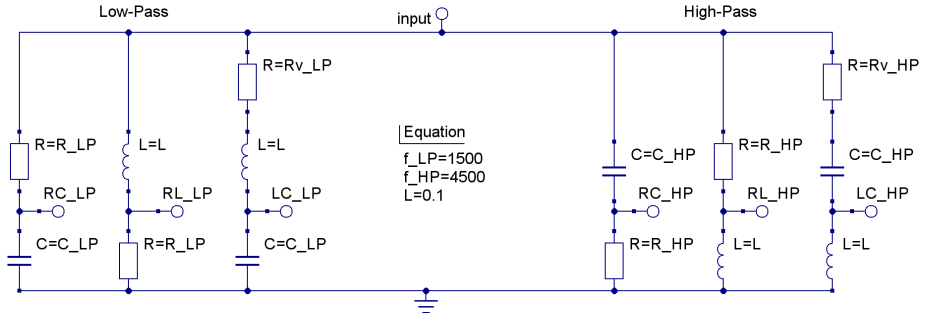 Low-Pass
input
High-Pass
R=Rv_LP
R=Rv_HP
R=R_LP
L=L
L=L
Equation
f_LP=1500
f_HP=4500
L=0.1
C=C_HP
R=R_HP
C=C_HP
RC_LP
RL_LP
LC_LP
RC_HP
RL_HP
LC_HP
C=C_LP
R=R_LP
C=C_LP
R=R_HP
L=L
L=L